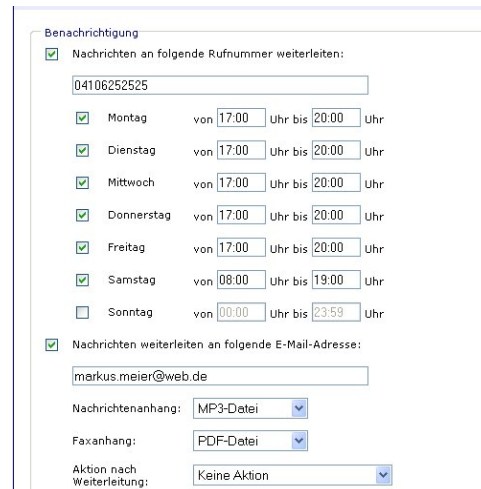 Benachrichtigung
Nachrichten an folgende Rufnummer weiterleiten:
04106252525
Montag von 17:00 Uhr bis 20:00 Uhr
Dienstag von 17:00 Uhr bis 20:00 Uhr
Mittwoch von 17:00 Uhr bis 20:00 Uhr
Donnerstag von 17:00 Uhr bis 20:00 Uhr
Freitag von 17:00 Uhr bis 20:00 Uhr
Samstag von 08:00 Uhr bis 19:00 Uhr
Sonntag von 00:00 Uhr bis 23:59 Uhr
Nachrichten weiterleiten an folgende E-Mail-Adresse:
markus.meier@web.de
Nachrichtenanhang: MP3-Datei
Faxanhang: PDF-Datei
Aktion nach
Weiterleitung: Keine Aktion